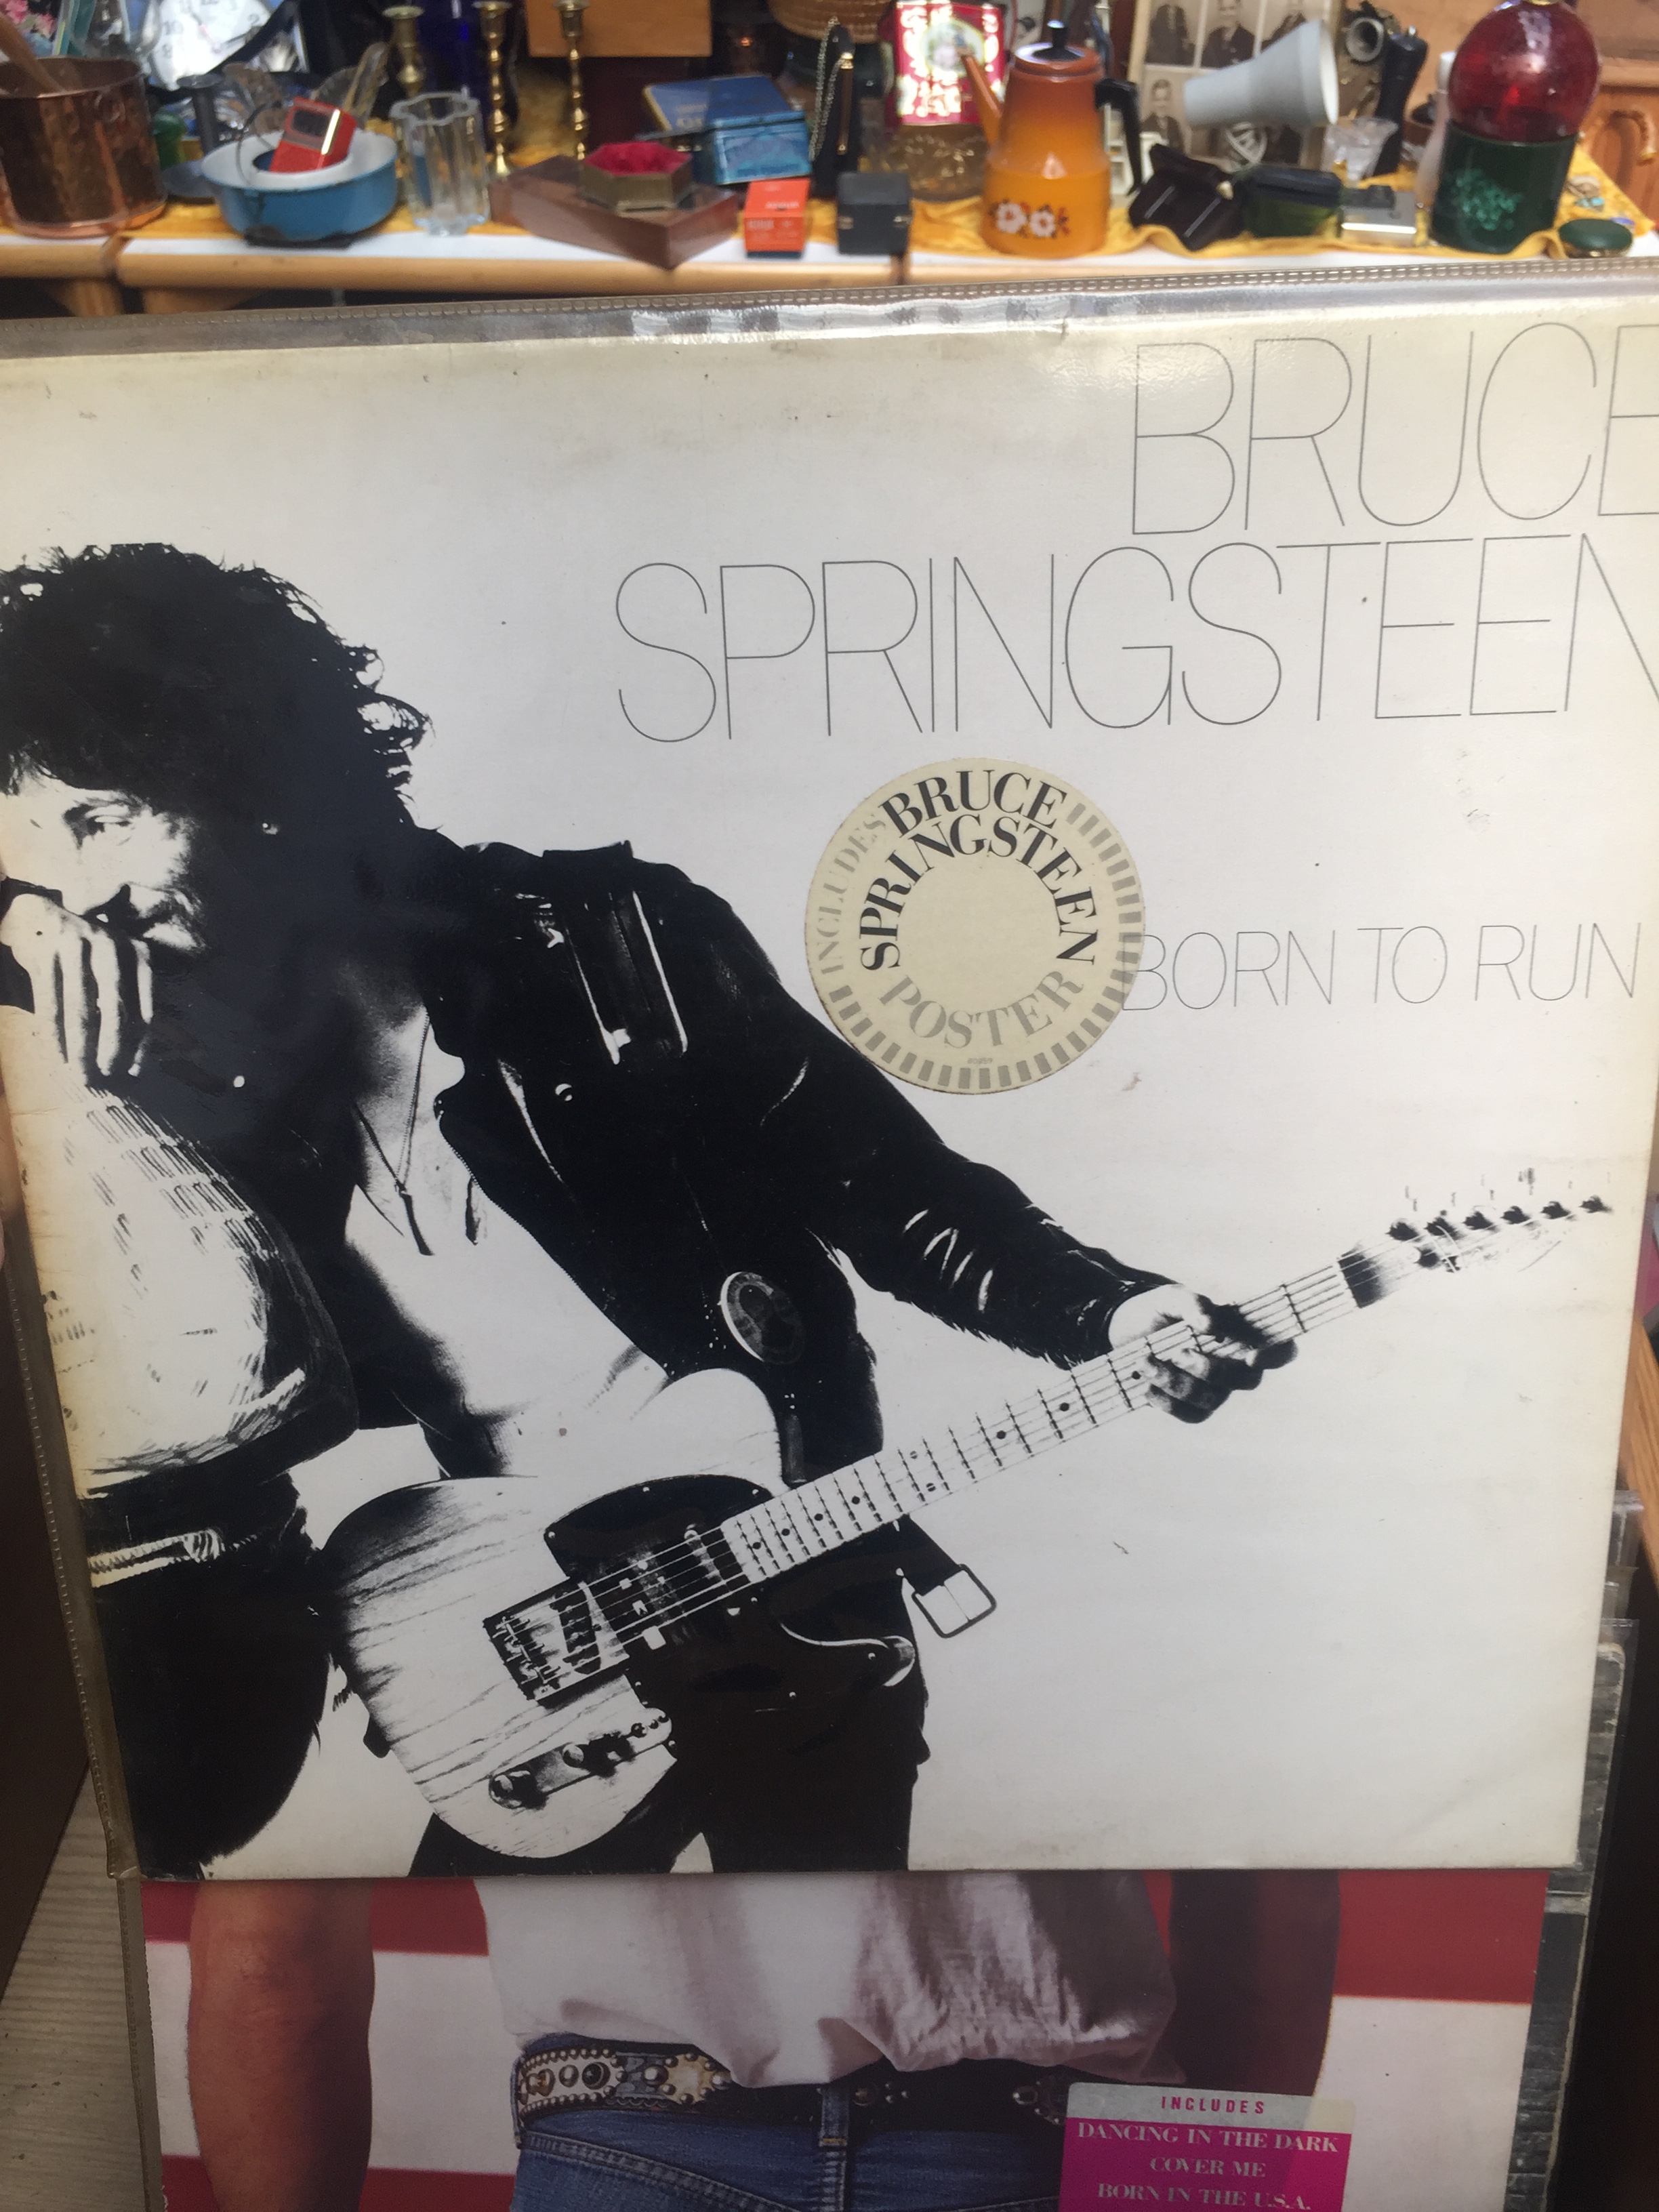 BRUCE
SPRINGSTEEN
INCLUDES
BRUCE
SPRINGSTEEN
POSTER
BORN TO RUN
INCLUDES
DANCING IN THE DARK
COVER ME
BORN IN THE U.S.A.